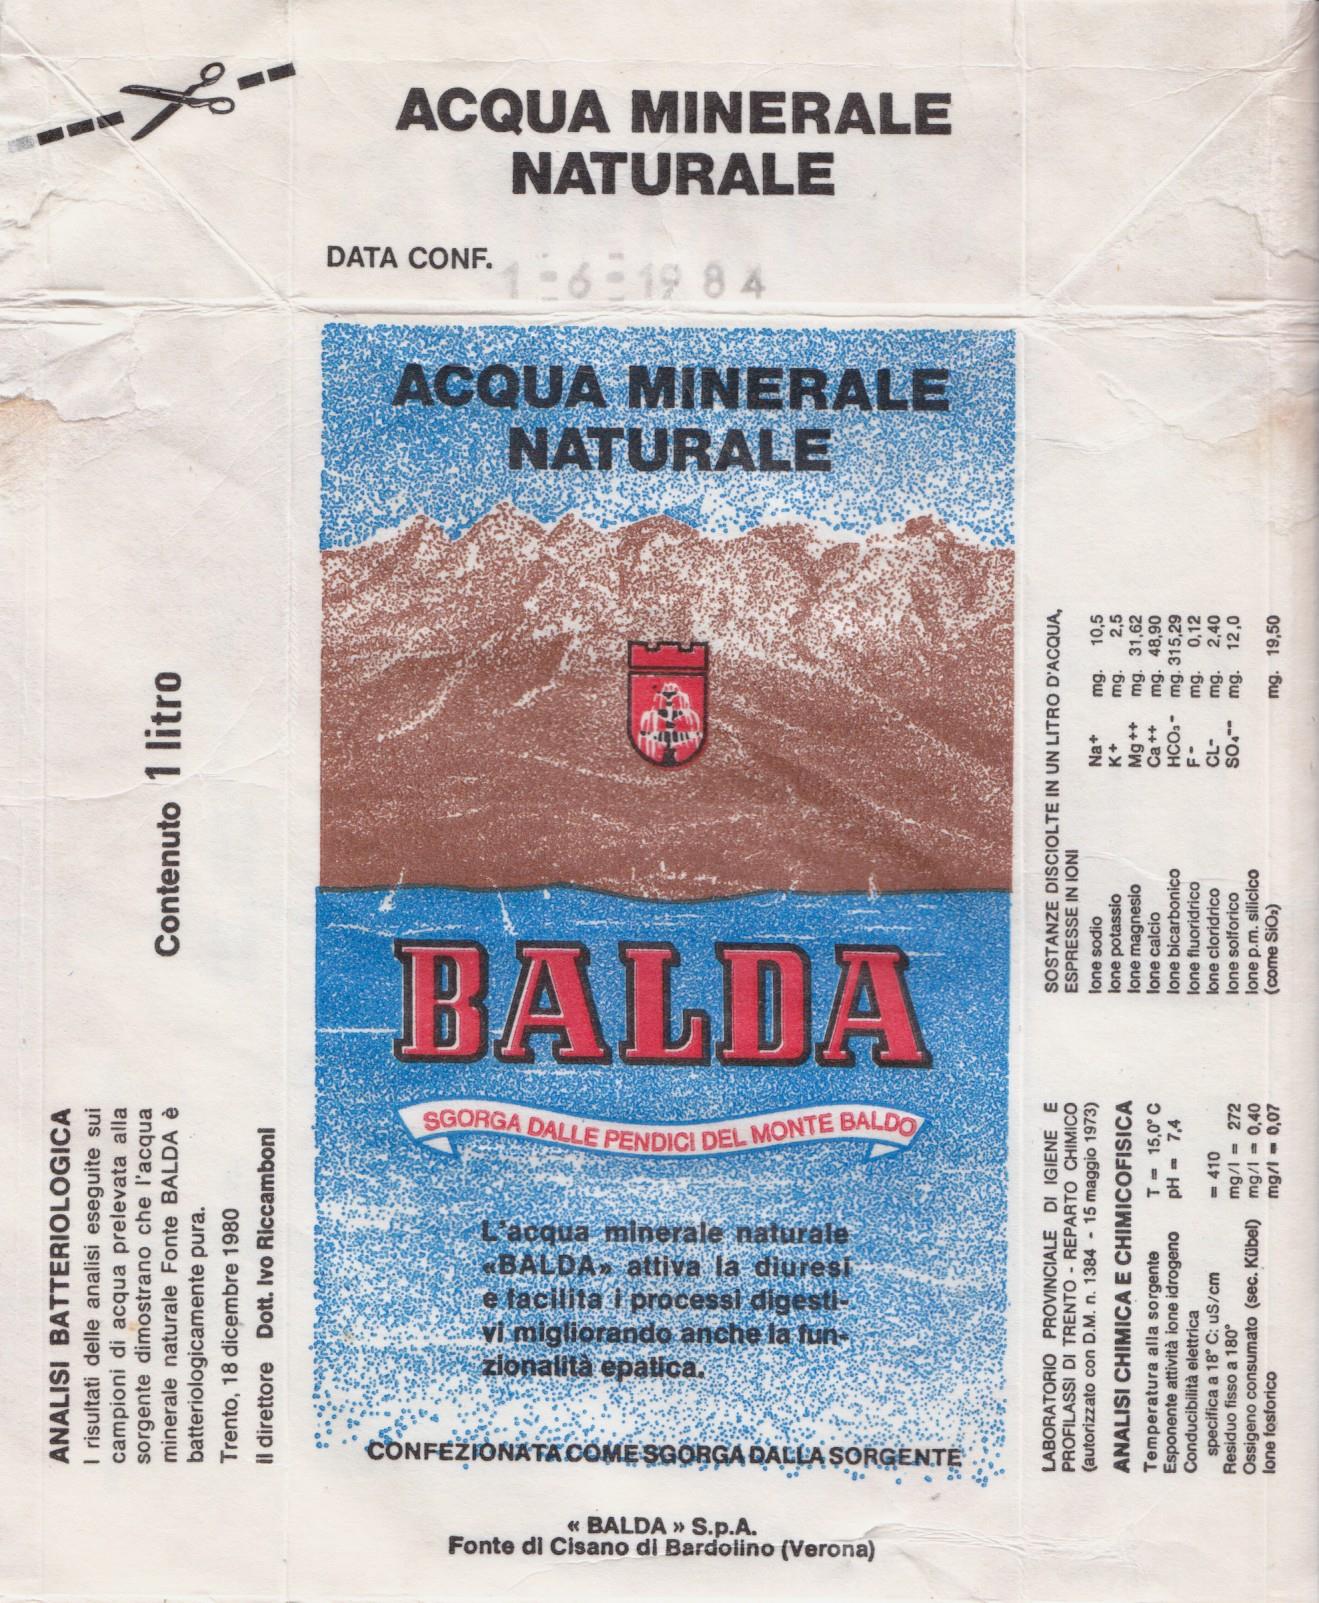 ACQUA MINERALE
NATURALE
DATA CONF.
1-6-1984
ACQUA MINERALE
NATURALE
BALDA
SGORGA DALLE PENDICI DEL MONTE BALDO
L'acqua minerale naturale
«BALDA» attiva la diuresi
e facilita i processi digesti-
vi migliorando anche la fun-
zionalità epatica.
CONFEZIONATA COME SGORGA DALLA SORGENTE
« BALDA » S.p.A.
Fonte di Cisano di Bardolino (Verona)
Contenuto 1 litro
ANALISI BATTERIOLOGICA
I risultati delle analisi eseguite sui
campioni di acqua prelevata alla
sorgente dimostrano che l'acqua
minerale naturale Fonte BALDA è
batteriologicamente pura.
Trento, 18 dicembre 1980
Il direttore Dott. Ivo Riccamboni
LABORATORIO PROVINCIALE DI IGIENE E
PROFILASSI DI TRENTO - REPARTO CHIMICO
(autorizzato con D.M. n. 1384 - 15 maggio 1973)
ANALISI CHIMICA E CHIMICOFISICA
Temperatura alla sorgente T = 15,0° C
Esponente attività ione idrogeno pH = 7,4
Conducibilità elettrica
specifica a 18° C: uS/cm = 410
Residuo fisso a 180° mg/l = 272
Ossigeno consumato (sec. Kübel) mg/l = 0,40
Ione fosforico mg/l = 0,07
SOSTANZE DISCIOLTE IN UN LITRO D'ACQUA,
ESPRESSE IN IONI
Ione sodio Na+ mg. 10,5
Ione potassio K+ mg. 2,5
Ione magnesio Mg++ mg. 31,62
Ione calcio Ca++ mg. 48,90
Ione bicarbonico HCO₃- mg. 315,29
Ione fluoridrico F- mg. 0,12
Ione cloridrico CL- mg. 2,40
Ione solforico SO₄-- mg. 12,0
Ione p.m. silicico
(come SiO₂) mg. 19,50